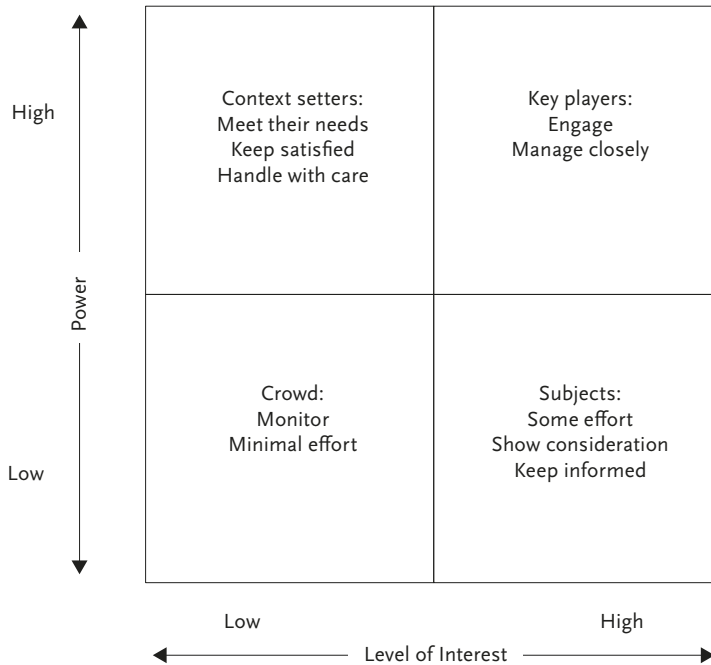 High
Context setters:
Meet their needs
Keep satisfied
Handle with care
Key players:
Engage
Manage closely
Power
Low
Crowd:
Monitor
Minimal effort
Subjects:
Some effort
Show consideration
Keep informed
Low
High
Level of Interest